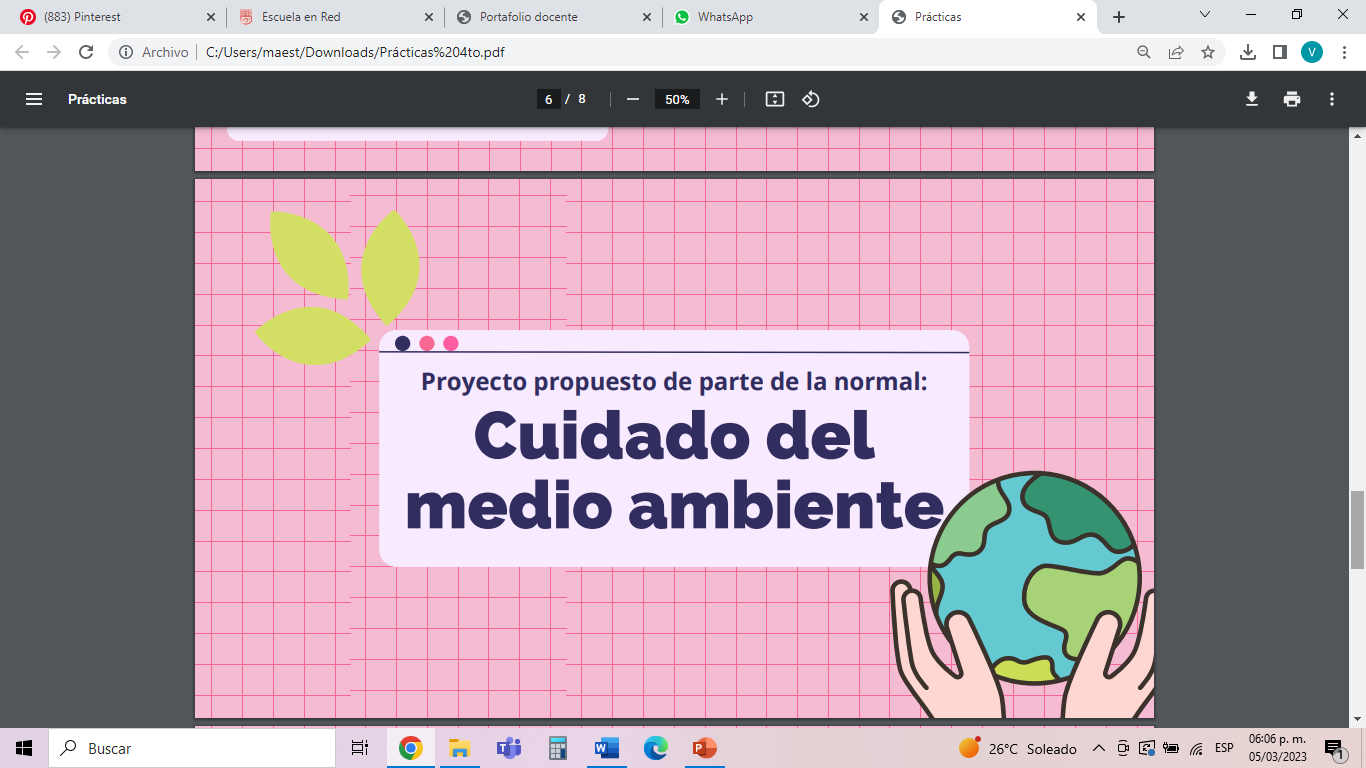 (883) Pinterest
Escuela en Red
Portafolio docente
WhatsApp
Prácticas
Archivo
C:/Users/maest/Downloads/Prácticas%204to.pdf
V
Prácticas
6 / 8
50%
Proyecto propuesto de parte de la normal:
Cuidado del
medio ambiente
Buscar
26°C Soleado
ESP
06:06 p. m.
05/03/2023
1